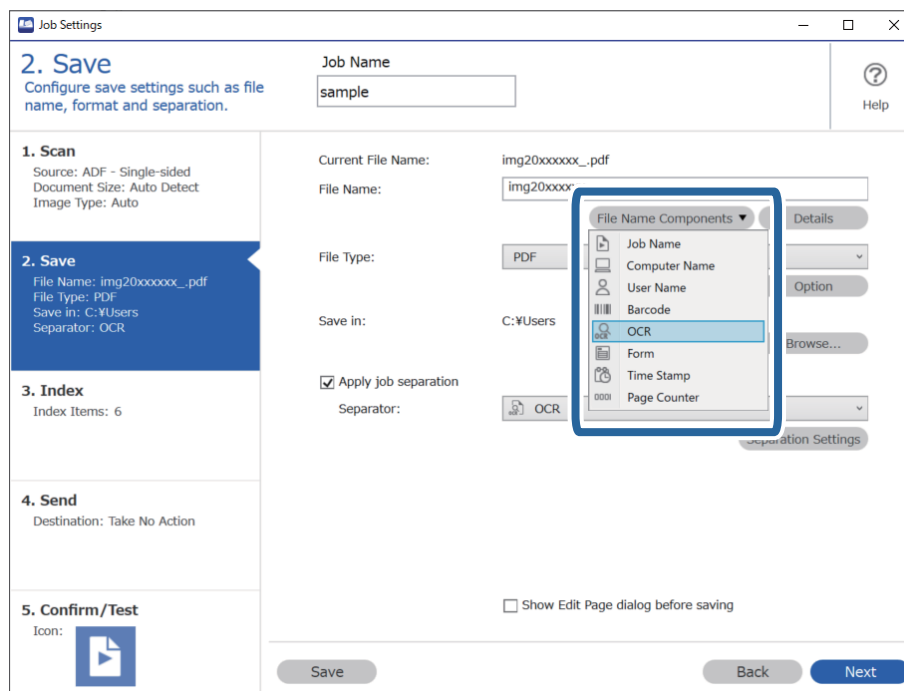 Job Settings
2. Save
Configure save settings such as file
name, format and separation.
Job Name
sample
Help
1. Scan
Source: ADF - Single-sided
Document Size: Auto Detect
Image Type: Auto
2. Save
File Name: img20xxxxxx_.pdf
File Type: PDF
Save in: C:¥Users
Separator: OCR
3. Index
Index Items: 6
4. Send
Destination: Take No Action
5. Confirm/Test
Icon:
Current File Name: img20xxxxxx_.pdf
File Name: img20xxxx
File Name Components ▼ Details
Job Name
Computer Name
User Name
Barcode
OCR
Form
Time Stamp
Page Counter
File Type: PDF
Option
Save in: C:¥Users
Browse...
Apply job separation
Separator: OCR
Separation Settings
Show Edit Page dialog before saving
Save Back Next